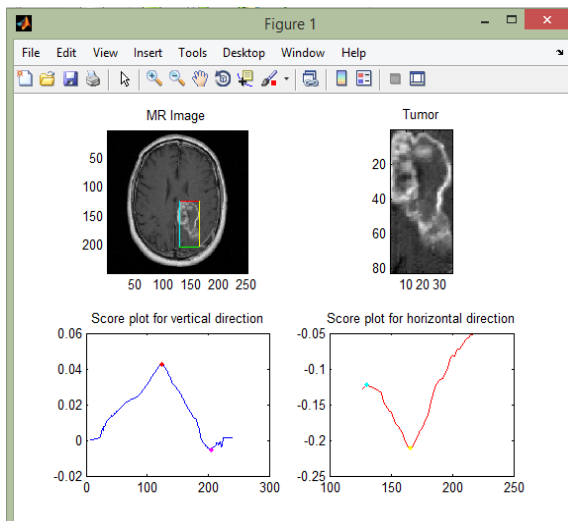 Figure 1
File Edit View Insert Tools Desktop Window Help
MR Image
50
100
150
200
50 100 150 200 250
Tumor
20
40
60
80
10 20 30
Score plot for vertical direction
0.06
0.04
0.02
0
-0.02
0 100 200 300
Score plot for horizontal direction
-0.05
-0.1
-0.15
-0.2
-0.25
100 150 200 250